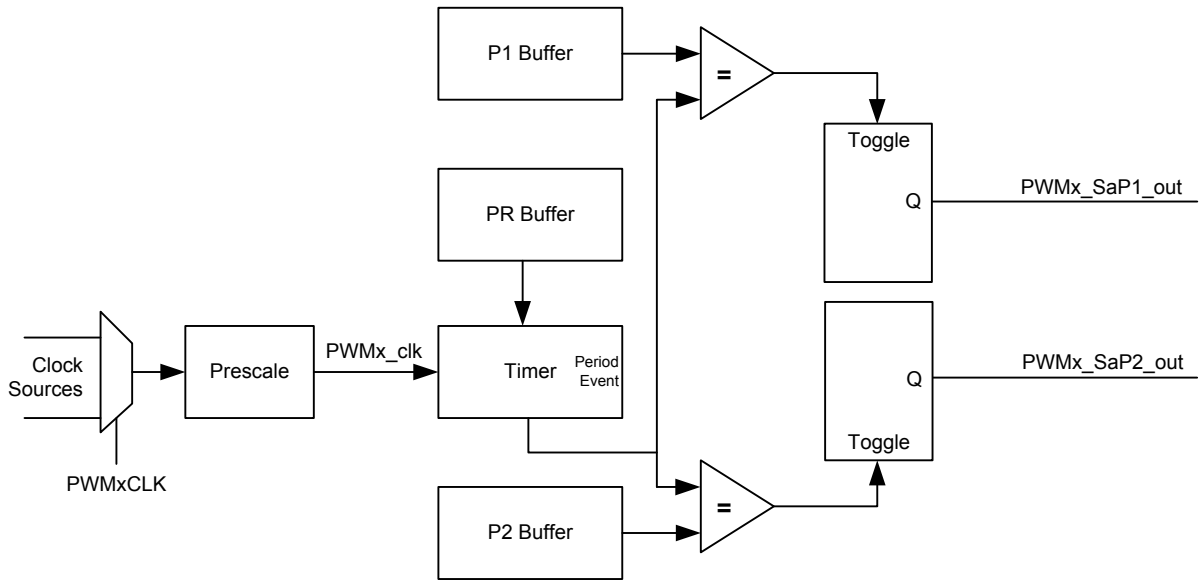 P1 Buffer
=
Toggle
Q
PWMx_SaP1_out
PR Buffer
Clock
Sources
PWMxCLK
Prescale
PWMx_clk
Timer
Period
Event
Q
Toggle
PWMx_SaP2_out
P2 Buffer
=